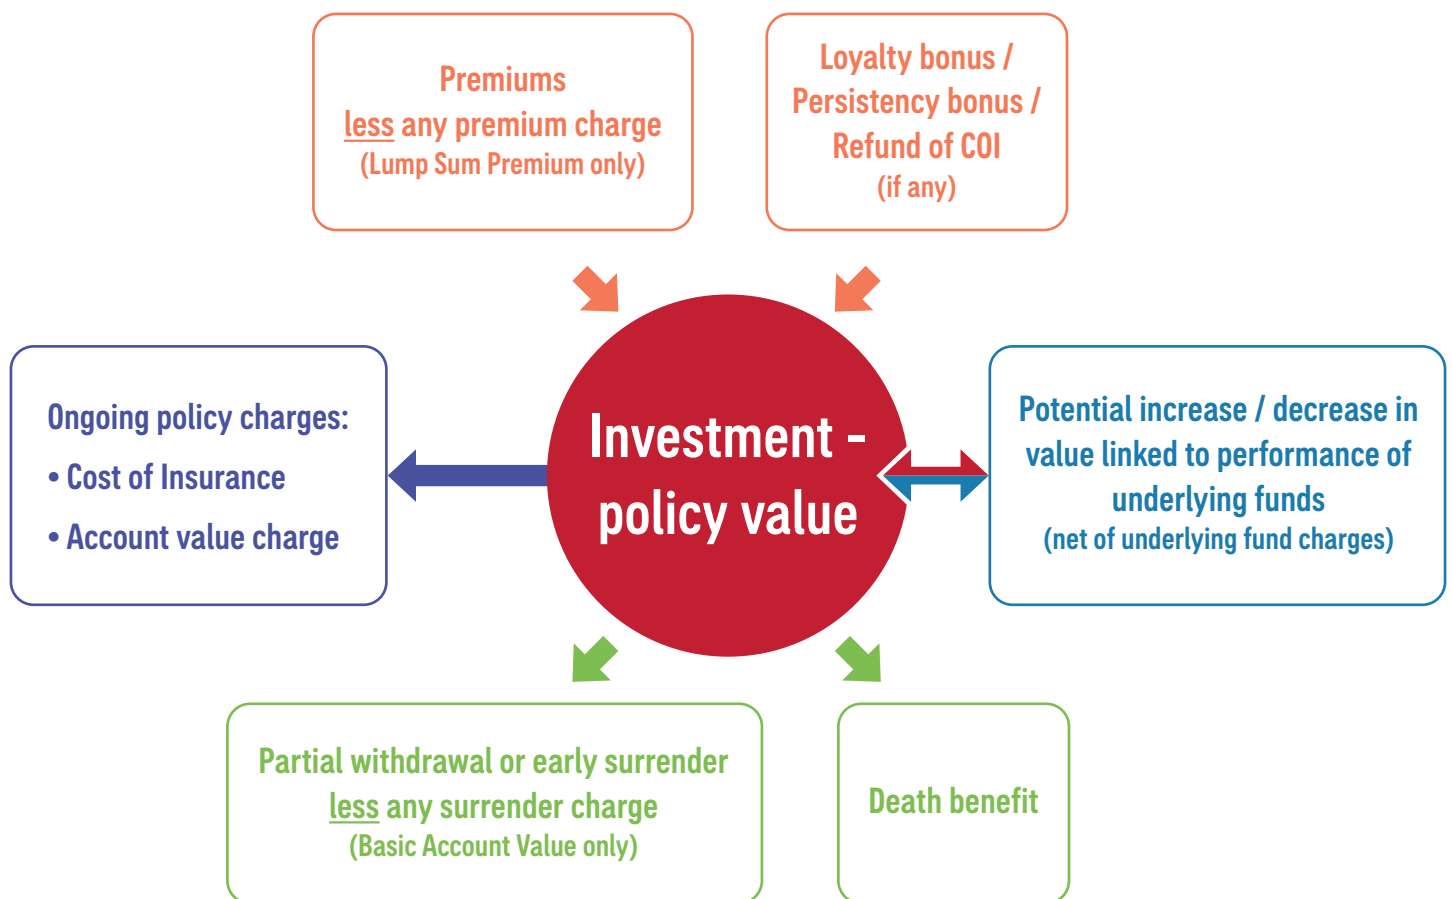 Premiums
less any premium charge
(Lump Sum Premium only)
Loyalty bonus /
Persistency bonus /
Refund of COI
(if any)
Ongoing policy charges:
• Cost of Insurance
• Account value charge
Investment -
policy value
Potential increase / decrease in
value linked to performance of
underlying funds
(net of underlying fund charges)
Partial withdrawal or early surrender
less any surrender charge
(Basic Account Value only)
Death benefit